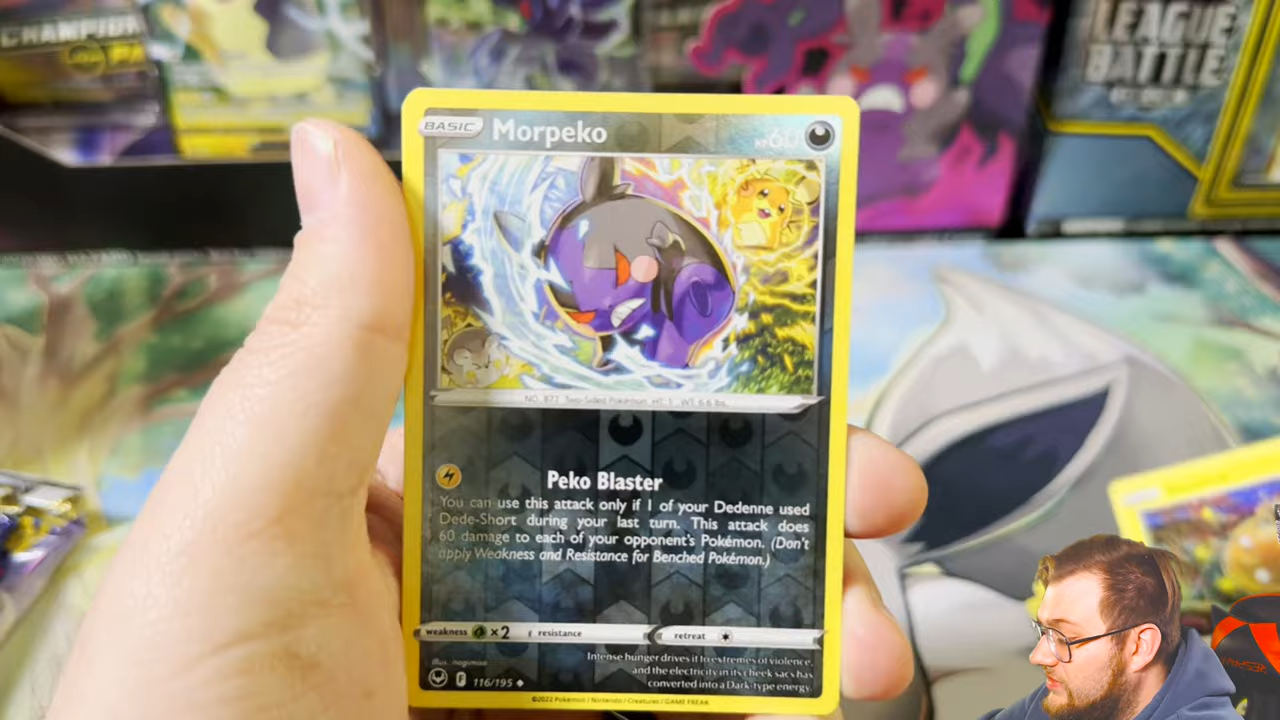 CHAMPION
LEAGUE
BATTLE
BASIC Morpeko HP 60
NO. 877 Two-Sided Pokémon HT: 1' WT: 6.6 lbs.
Peko Blaster
You can use this attack only if 1 of your Dedenne used
Dede-Short during your last turn. This attack does
60 damage to each of your opponent's Pokémon. (Don't
apply Weakness and Resistance for Benched Pokémon.)
weakness ×2 resistance retreat
Illus. nagimiso
Intense hunger drives it to extremes of violence,
and the electricity in its cheek sacs has
converted into a Dark-type energy.
F 116/195
©2022 Pokémon / Nintendo / Creatures / GAME FREAK